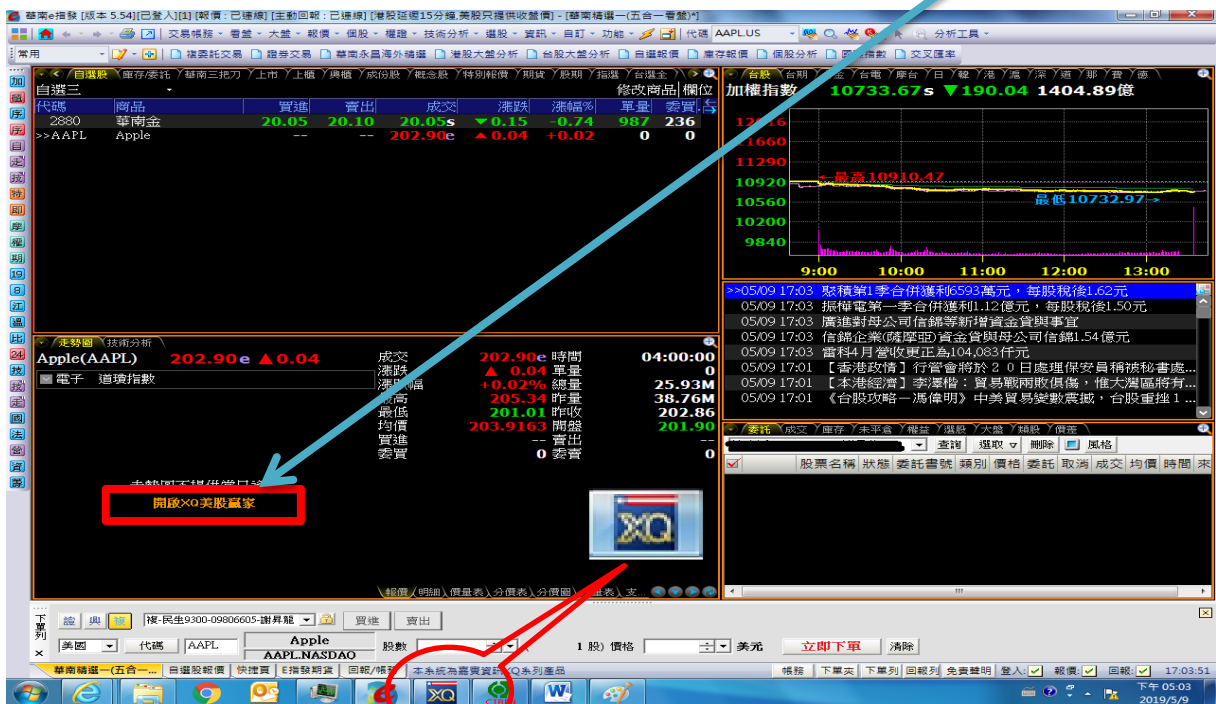 華南e指發 [版本 5.54][已登入][1] [報價 : 已連線] [主動回報 : 已連線] [港股延遲15分鐘,美股只提供收盤價] - [華南精選一(五合一看盤)*]
交易帳務 看盤 大盤 報價 個股 權證 技術分析 選股 資訊 自訂 功能 代碼 AAPL.US 分析工具
常用 複委託交易 證券交易 華南永昌海外精選 港股大盤分析 台股大盤分析 自選報價 庫存報價 個股分析 交叉匯率
自選股 庫存/委託 華南三把刀 上市 上櫃 興櫃 成份股 概念股 特別報價 期貨 股期 指選 台選金
自選三 修改商品 欄位
代碼 商品 買進 賣出 成交 漲跌 漲幅% 單量 委買
2880 華南金 20.05 20.10 20.05s ▼0.15 -0.74 987 236
>>AAPL Apple -- -- 202.90e ▲0.04 +0.02 0 0
台股 台期 金 台電 摩台 日 韓 港 滬 深 道 那 費 德
加權指數 10733.67s ▼190.04 1404.89億
11660
11290
10920
10560
10200
9840
←最高10910.47
最低10732.97→
9:00 10:00 11:00 12:00 13:00
>>05/09 17:03 聚積第1季合併獲利6593萬元，每股稅後1.62元
05/09 17:03 振樺電第一季合併獲利1.12億元，每股稅後1.50元
05/09 17:03 廣進對母公司信錦等新增資金貸與事宜
05/09 17:03 信錦企業(薩摩亞)資金貸與母公司信錦1.54億元
05/09 17:03 雷科4月營收更正為104,083仟元
05/09 17:01 【香港政情】行管會將於２０日處理保安員稱被秘書處...
05/09 17:01 【本港經濟】李澤楷：貿易戰兩敗俱傷，惟大灣區將有...
05/09 17:01 《台股攻略－馮偉明》中美貿易變數震撼，台股重挫1...
走勢圖 技術分析
Apple(AAPL) 202.90e ▲0.04
電子 道瓊指數
成交 202.90e 時間 04:00:00
漲跌 ▲ 0.04 單量 0
漲跌幅 +0.02% 總量 25.93M
最高 205.34 昨量 38.76M
最低 201.01 昨收 202.86
均價 203.9163 開盤 201.90
買進 -- 賣出 --
委買 0 委賣 0
開啟XQ美股贏家
XQ
報價 明細 價量表 分價表 分價圖 支...
委託 成交 庫存 未平倉 權益 選股 大盤 類股 價差
查詢 選取 刪除 風格
股票名稱 狀態 委託書號 類別 價格 委託 取消 成交 均價 時間 來
下單列
證 興 複 複-民生9300-09806605-謝昇龍 買進 賣出
美國 代碼 AAPL Apple AAPL.NASDAQ 股數 1 股) 價格 美元 立即下單 清除
華南精選一(五合一... 自選股報價 快捷賣 E指發期貨 本系統為嘉實資訊XQ系列產品 帳務 下單夾 下單列 回報列 免責聲明 登入: 報價: 回報: 17:03:51
XQ
下午 05:03
2019/5/9